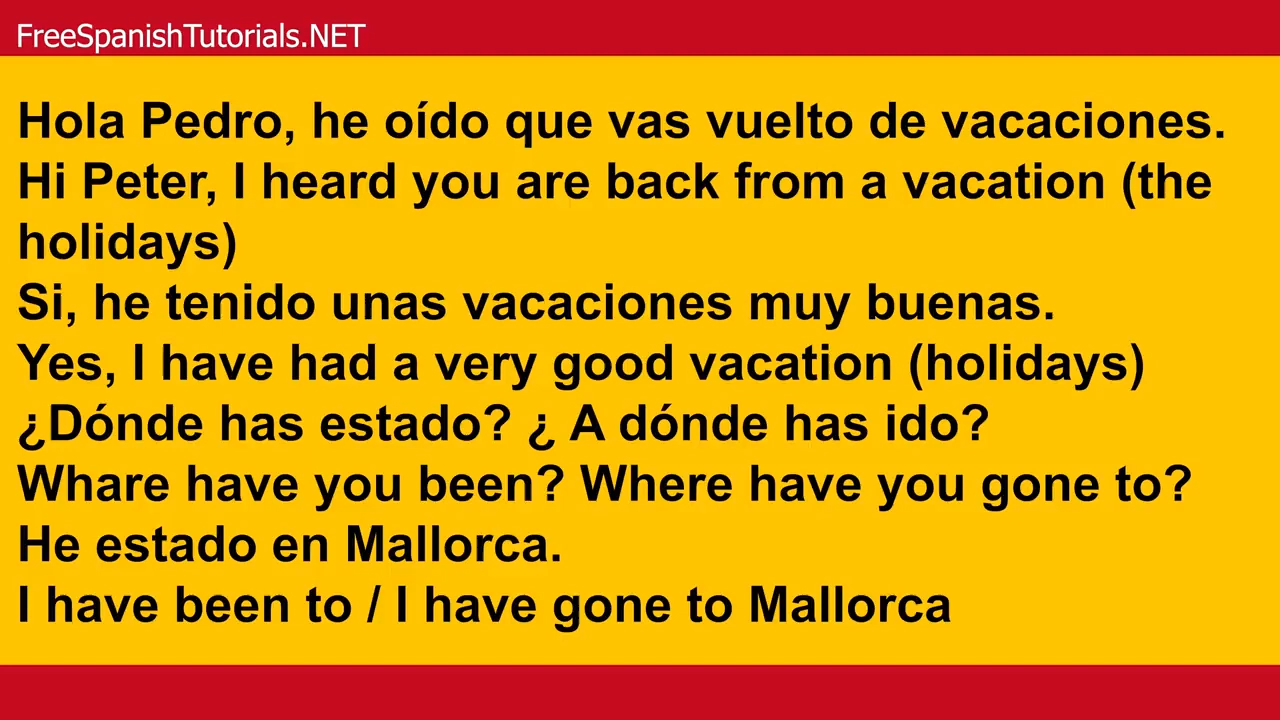 FreeSpanishTutorials.NET
Hola Pedro, he oído que vas vuelto de vacaciones.
Hi Peter, I heard you are back from a vacation (the
holidays)
Si, he tenido unas vacaciones muy buenas.
Yes, I have had a very good vacation (holidays)
¿Dónde has estado? ¿ A dónde has ido?
Whare have you been? Where have you gone to?
He estado en Mallorca.
I have been to / I have gone to Mallorca